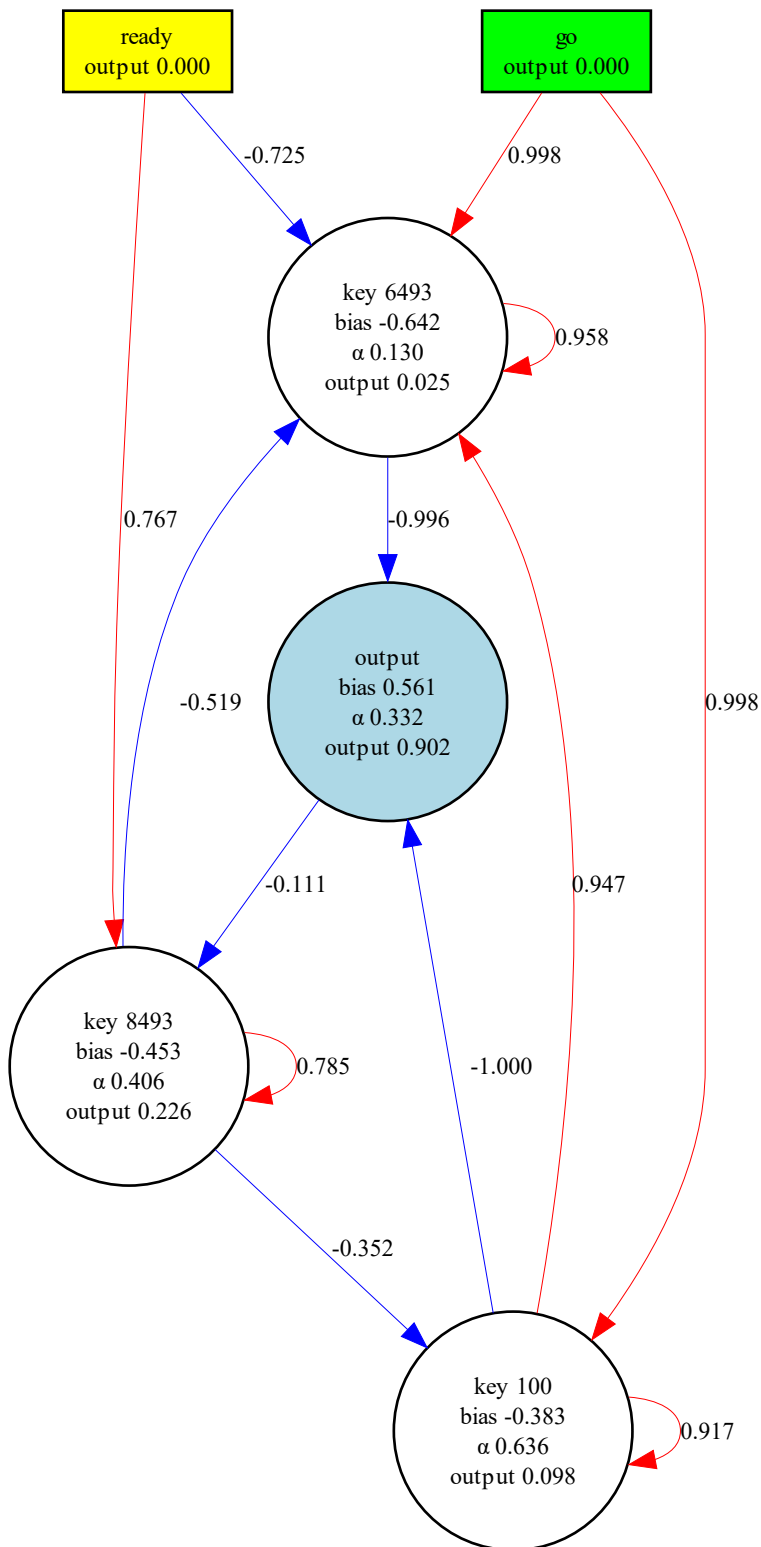 ready
output 0.000
go
output 0.000
-0.725
0.998
key 6493
bias -0.642
α 0.130
output 0.025
0.958
0.767
-0.996
-0.519
output
bias 0.561
α 0.332
output 0.902
0.998
-0.111
0.947
key 8493
bias -0.453
α 0.406
output 0.226
0.785
-1.000
-0.352
key 100
bias -0.383
α 0.636
output 0.098
0.917